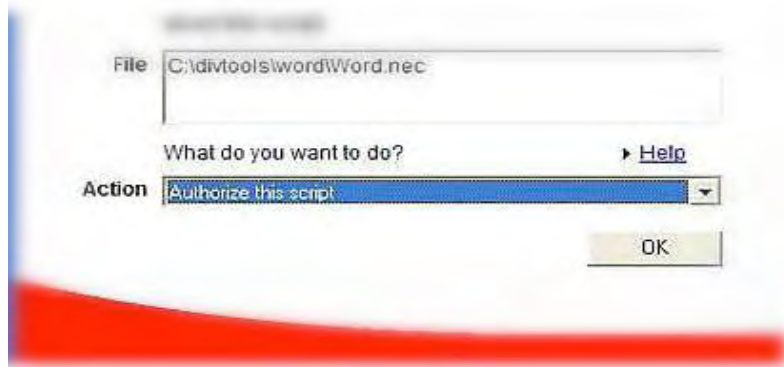 File C:\divtools\word\Word.nec
What do you want to do? Help
Action Authorize this script
OK